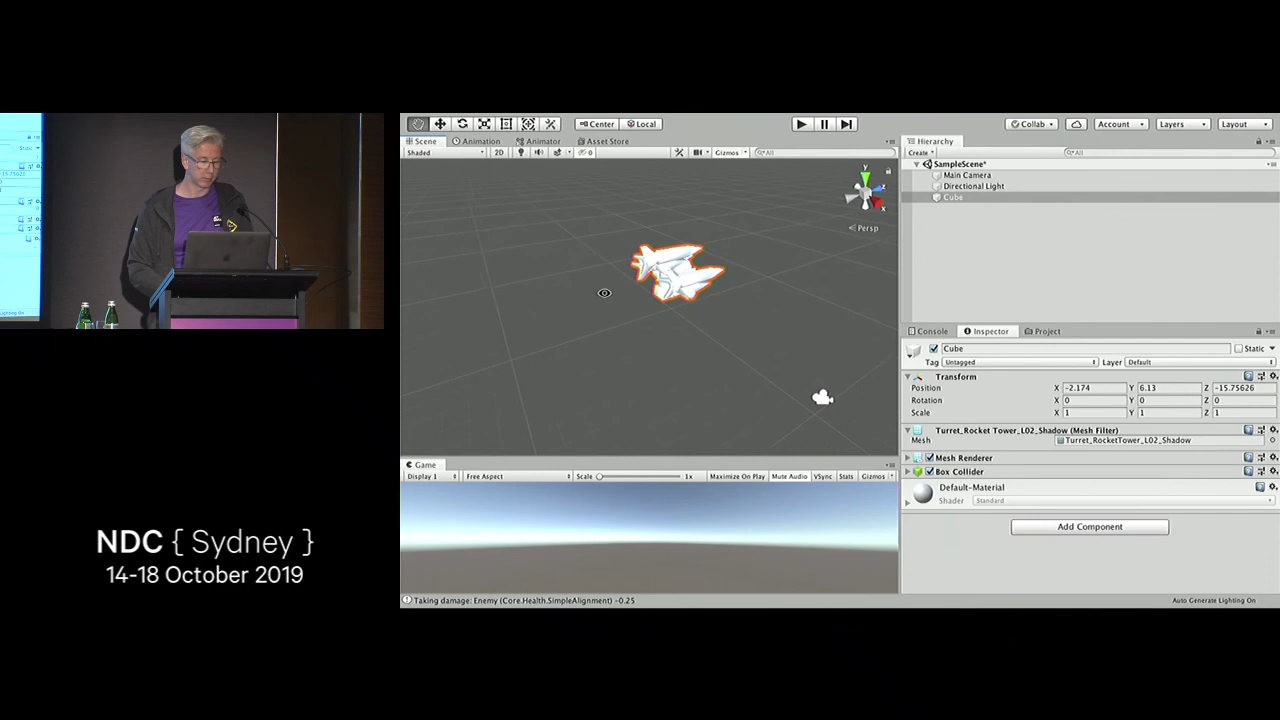 Center
Local
Collab
Account
Layers
Layout
Scene
Animation
Animator
Asset Store
Shaded
2D
Gizmos
All
y
z
x
Persp
Hierarchy
Create
All
SampleScene*
Main Camera
Directional Light
Cube
Console
Inspector
Project
Cube
Static
Tag Untagged
Layer Default
Transform
Position X -2.174 Y 6.13 Z -15.75626
Rotation X 0 Y 0 Z 0
Scale X 1 Y 1 Z 1
Turret_Rocket Tower_L02_Shadow (Mesh Filter)
Mesh Turret_RocketTower_L02_Shadow
Mesh Renderer
Box Collider
Default-Material
Shader Standard
Add Component
Game
Display 1
Free Aspect
Scale 1x
Maximize On Play
Mute Audio
VSync
Stats
Gizmos
Taking damage: Enemy (Core.Health.SimpleAlignment) -0.25
Auto Generate Lighting On
NDC { Sydney }
14-18 October 2019